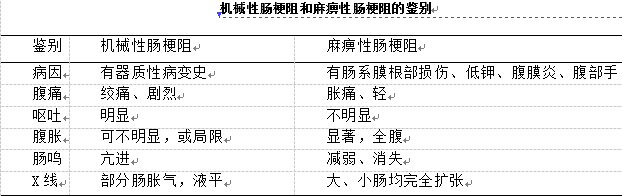 机械性肠梗阻和麻痹性肠梗阻的鉴别
鉴别 机械性肠梗阻 麻痹性肠梗阻
病因 有器质性病变史 有肠系膜根部损伤、低钾、腹膜炎、腹部手
腹痛 绞痛、剧烈 胀痛、轻
呕吐 明显 不明显
腹胀 可不明显，或局限 显著，全腹
肠鸣 亢进 减弱、消失
X线 部分肠胀气，液平 大、小肠均完全扩张